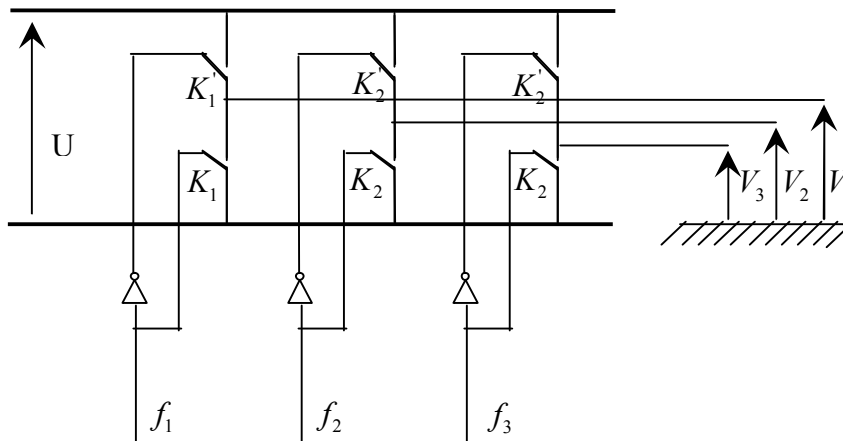 K'₁ K'₂ K'₂
U
K₁ K₂ K₂ V₃ V₂ V
f₁ f₂ f₃